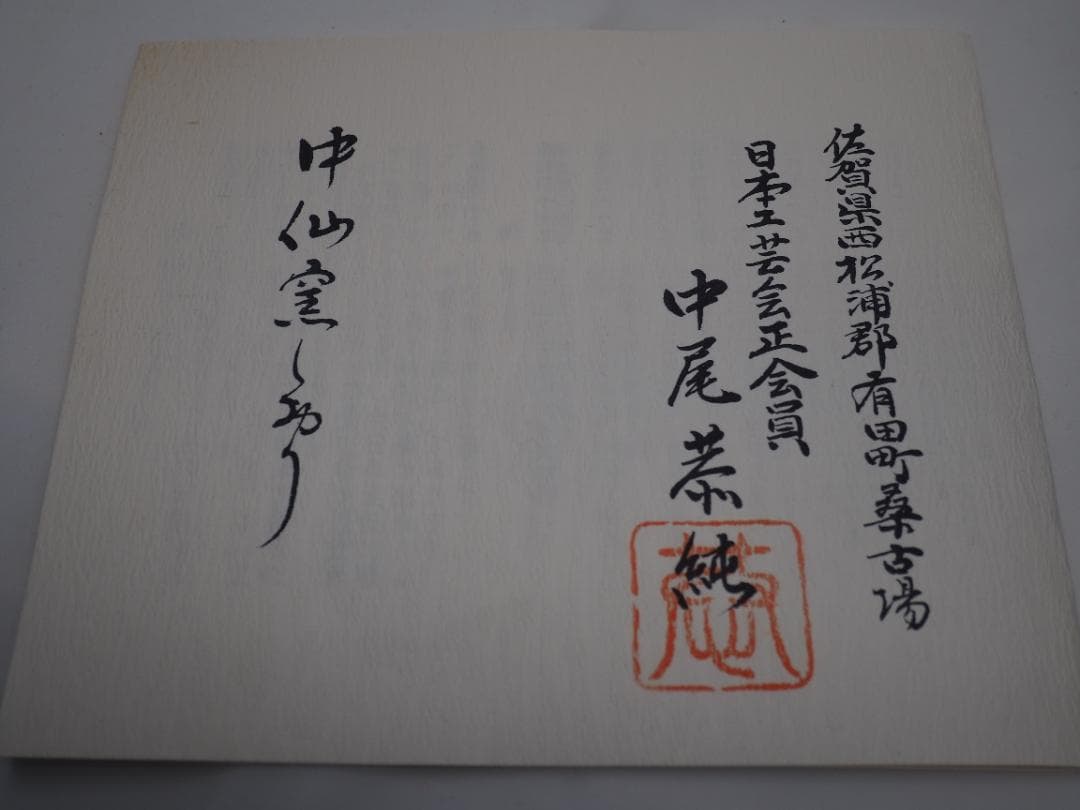 佐賀県西松浦郡有田町桑古場
日本工芸会正会員
中尾恭純
中仙窯しおり
恭